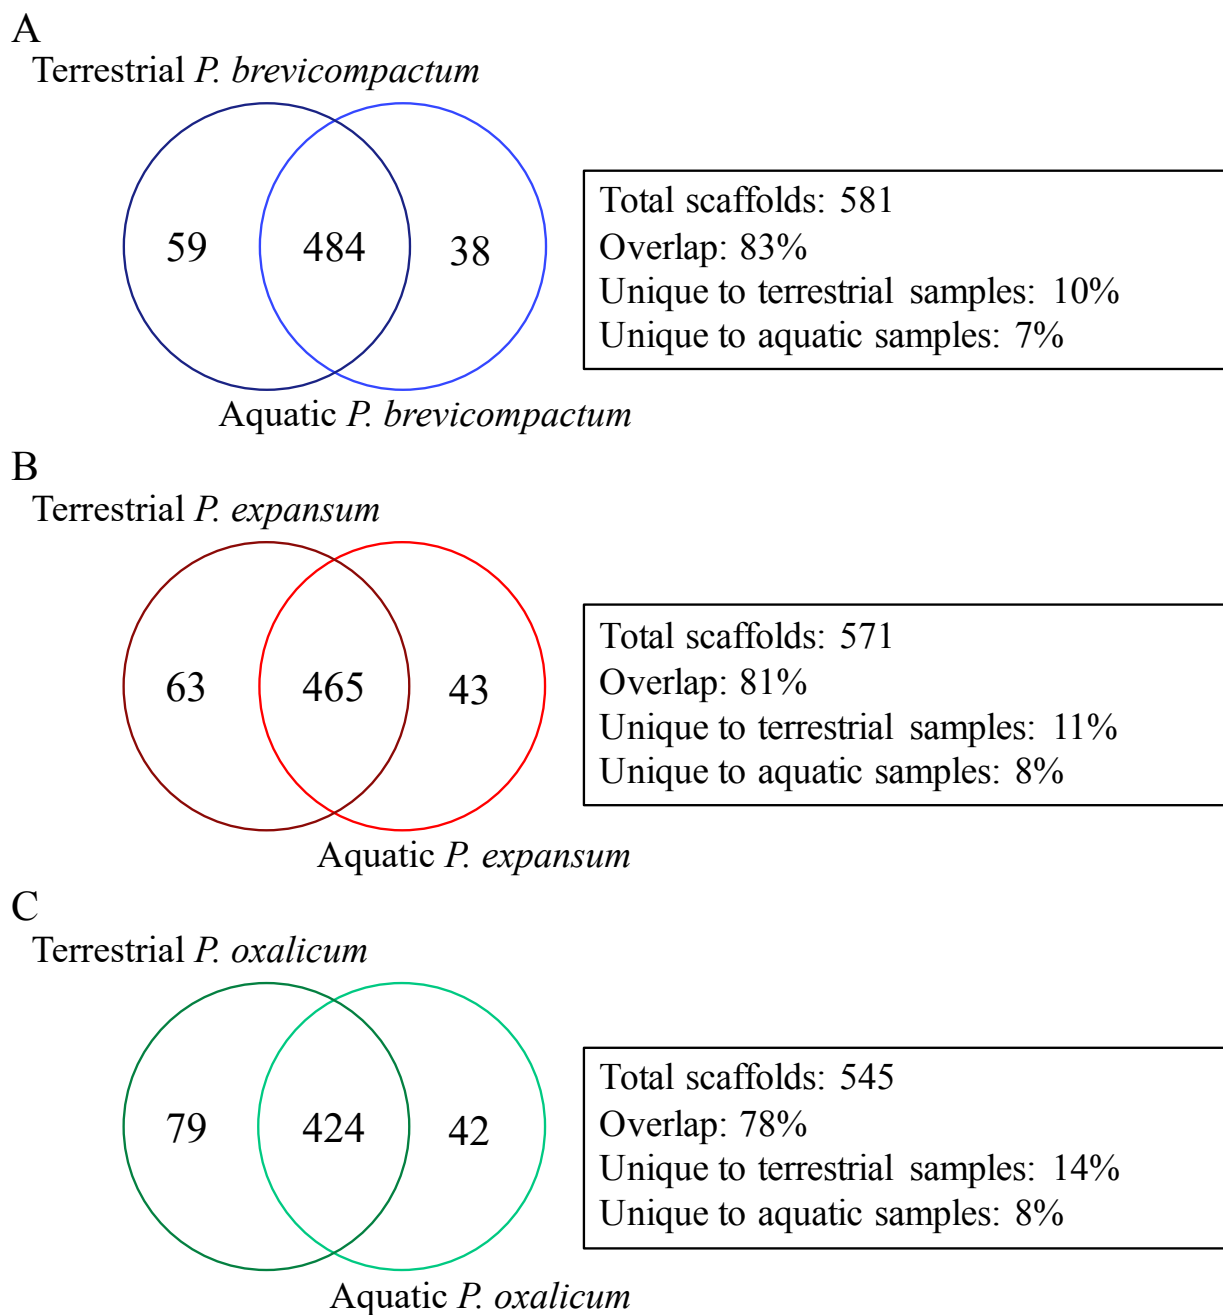 A
Terrestrial P. brevicompactum
59
484
38
Total scaffolds: 581
Overlap: 83%
Unique to terrestrial samples: 10%
Unique to aquatic samples: 7%
Aquatic P. brevicompactum
B
Terrestrial P. expansum
63
465
43
Total scaffolds: 571
Overlap: 81%
Unique to terrestrial samples: 11%
Unique to aquatic samples: 8%
Aquatic P. expansum
C
Terrestrial P. oxalicum
79
424
42
Total scaffolds: 545
Overlap: 78%
Unique to terrestrial samples: 14%
Unique to aquatic samples: 8%
Aquatic P. oxalicum